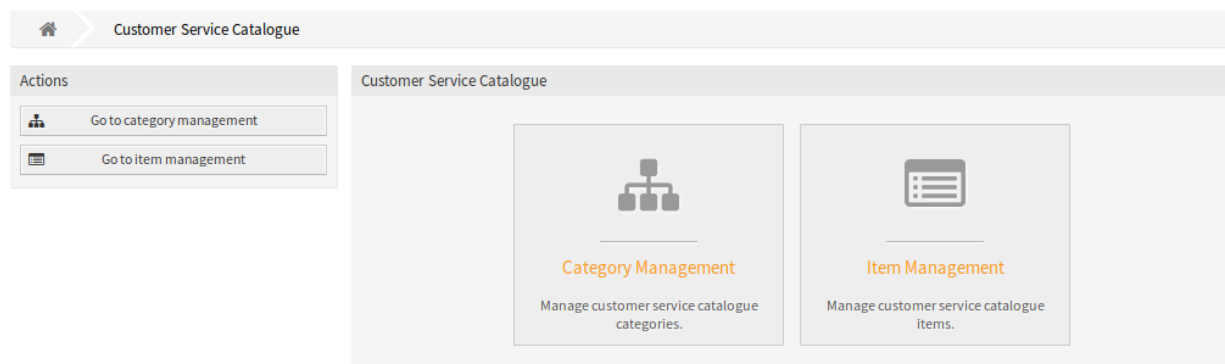 Customer Service Catalogue
Actions
Go to category management
Go to item management
Customer Service Catalogue
Category Management
Manage customer service catalogue
categories.
Item Management
Manage customer service catalogue
items.